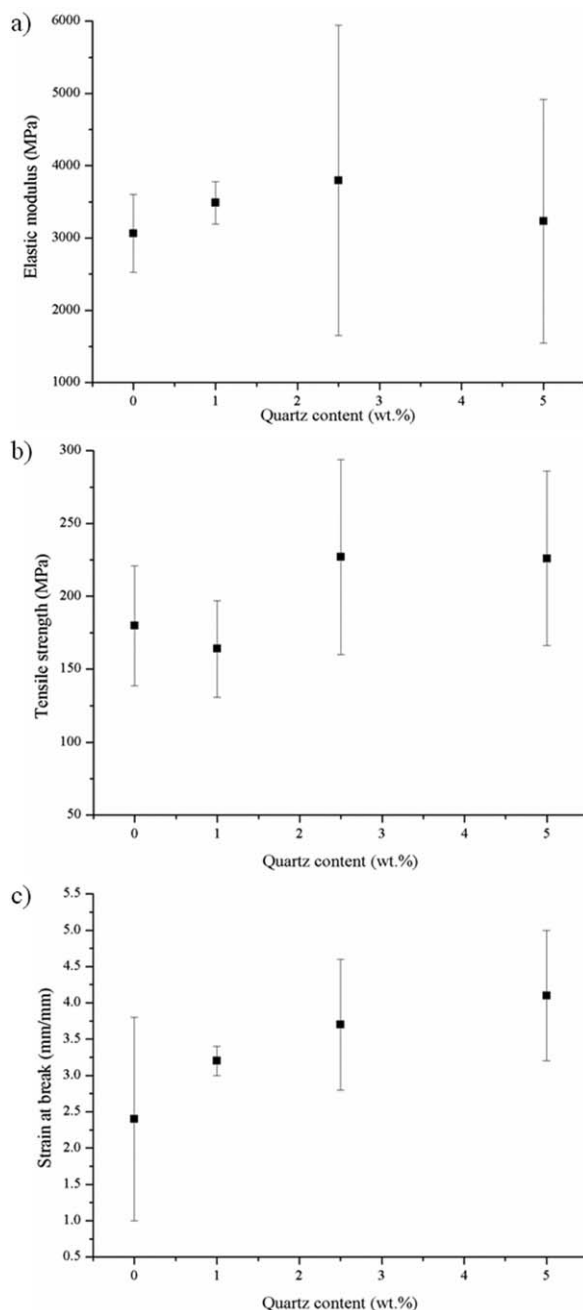 a)
6000
5000
4000
3000
2000
1000
Elastic modulus (MPa)
0 1 2 3 4 5
Quartz content (wt.%)
b)
300
250
200
150
100
50
Tensile strength (MPa)
0 1 2 3 4 5
Quartz content (wt.%)
c)
5.5
5.0
4.5
4.0
3.5
3.0
2.5
2.0
1.5
1.0
0.5
Strain at break (mm/mm)
0 1 2 3 4 5
Quartz content (wt.%)